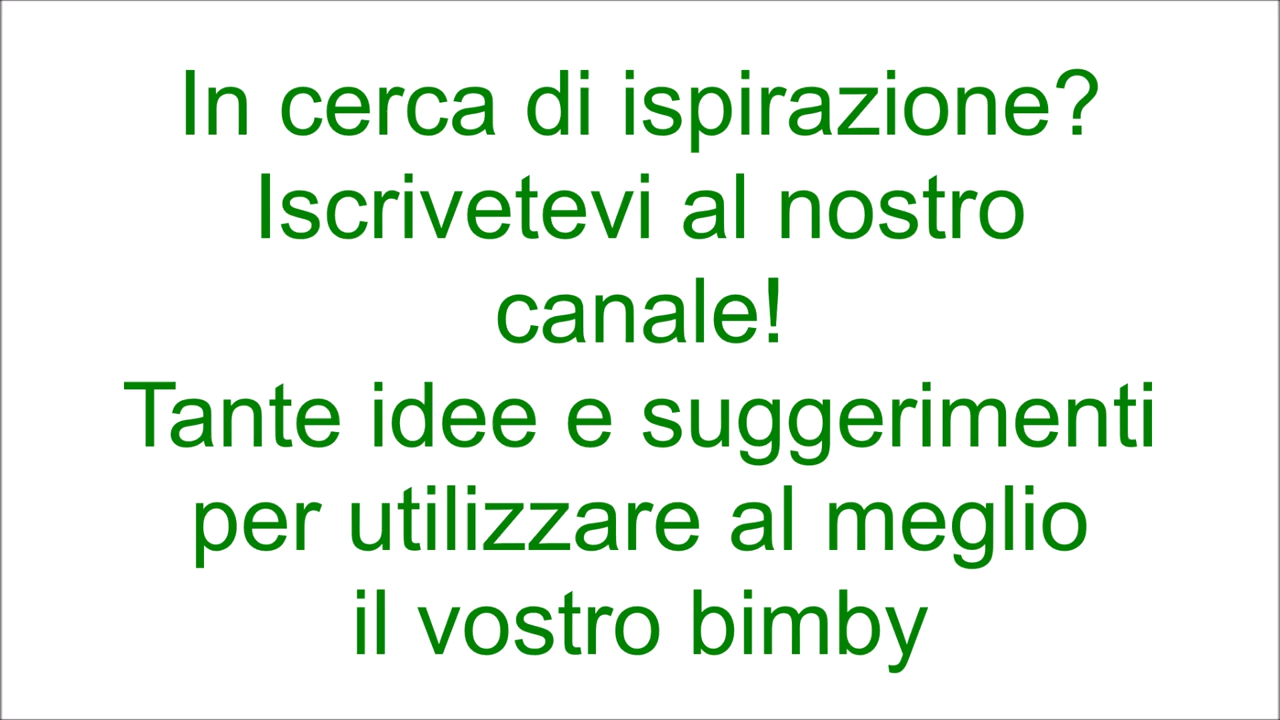 In cerca di ispirazione?
Iscrivetevi al nostro
canale!
Tante idee e suggerimenti
per utilizzare al meglio
il vostro bimby